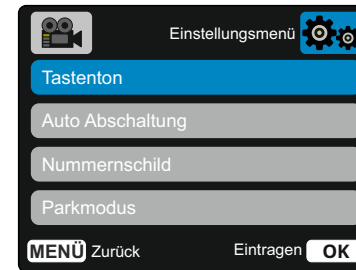 Einstellungsmenü
Tastenton
Auto Abschaltung
Nummernschild
Parkmodus
MENÜ Zurück Eintragen OK